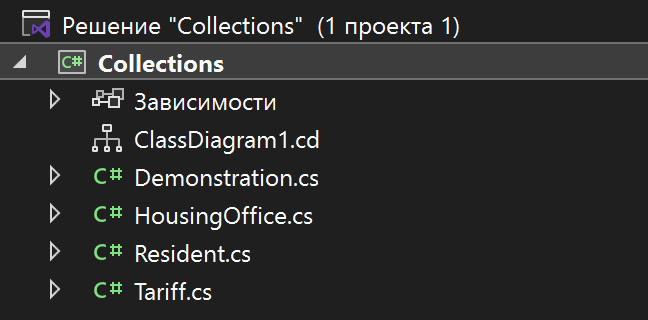 Решение "Collections" (1 проекта 1)
C# Collections
Зависимости
ClassDiagram1.cd
C# Demonstration.cs
C# HousingOffice.cs
C# Resident.cs
C# Tariff.cs